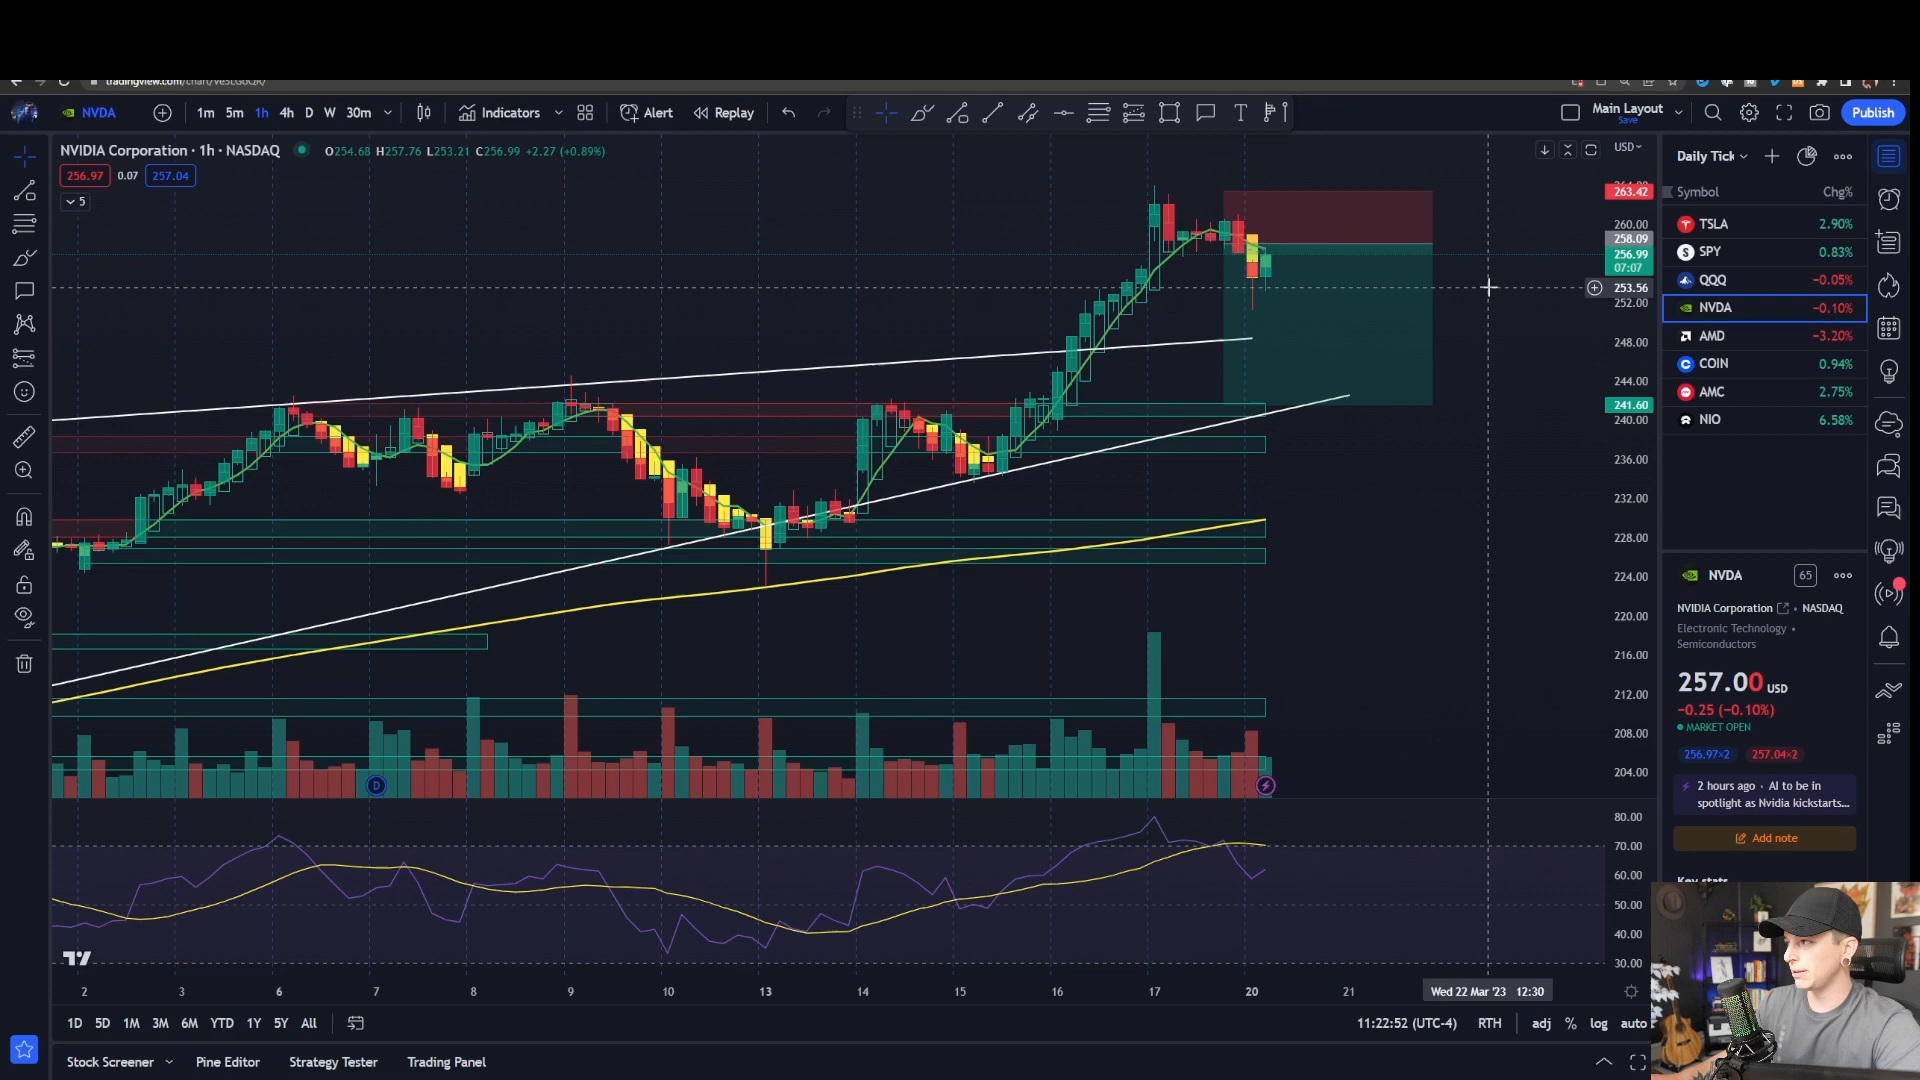 tradingview.com/chart/
NVDA
1m 5m 1h 4h D W 30m
Indicators
Alert
Replay
Main Layout
Save
Publish
NVIDIA Corporation · 1h · NASDAQ
O254.68 H257.76 L253.21 C256.99 +2.27 (+0.89%)
256.97 0.07 257.04
5
USD
263.42
260.00
258.09
256.99
07:07
253.56
252.00
248.00
244.00
241.60
240.00
236.00
232.00
228.00
224.00
220.00
216.00
212.00
208.00
204.00
80.00
70.00
60.00
50.00
40.00
30.00
D
2 3 6 7 8 9 10 13 14 15 16 17 20 21
Wed 22 Mar '23 12:30
1D 5D 1M 3M 6M YTD 1Y 5Y All
11:22:52 (UTC-4) RTH adj % log auto
Stock Screener
Pine Editor
Strategy Tester
Trading Panel
Daily Tick
Symbol Chg%
TSLA 2.90%
SPY 0.83%
QQQ −0.05%
NVDA −0.10%
AMD −3.20%
COIN 0.94%
AMC 2.75%
NIO 6.58%
NVDA
65
NVIDIA Corporation • NASDAQ
Electronic Technology •
Semiconductors
257.00 USD
−0.25 (−0.10%)
MARKET OPEN
256.97×2 257.04×2
2 hours ago · AI to be in
spotlight as Nvidia kickstarts...
Add note
Key stats